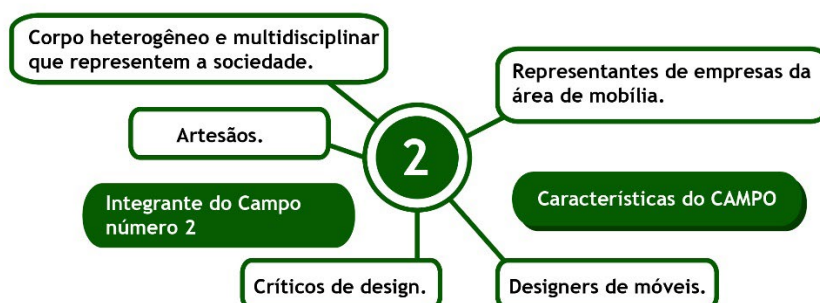 Corpo heterogêneo e multidisciplinar
que representem a sociedade.
Representantes de empresas da
área de mobília.
Artesãos.
2
Integrante do Campo
número 2
Características do CAMPO
Críticos de design.
Designers de móveis.